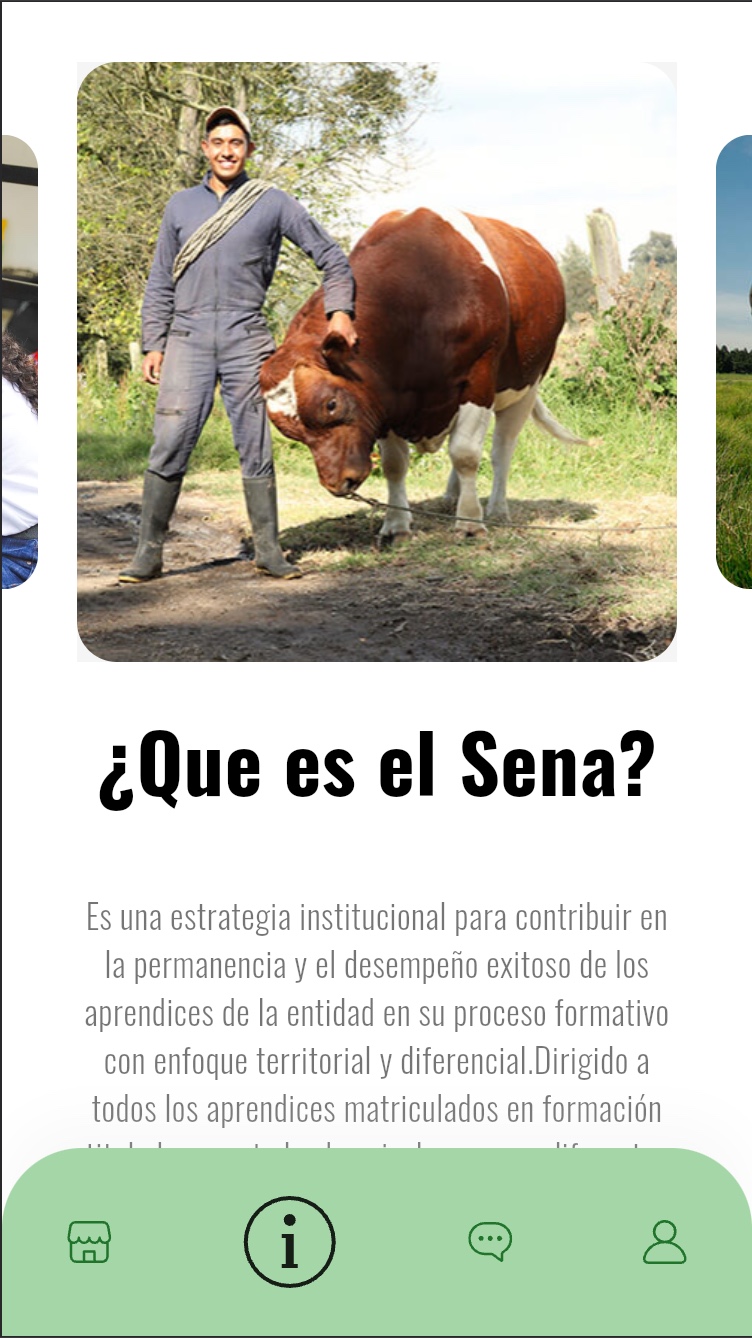 ¿Que es el Sena?
Es una estrategia institucional para contribuir en
la permanencia y el desempeño exitoso de los
aprendices de la entidad en su proceso formativo
con enfoque territorial y diferencial.Dirigido a
todos los aprendices matriculados en formación